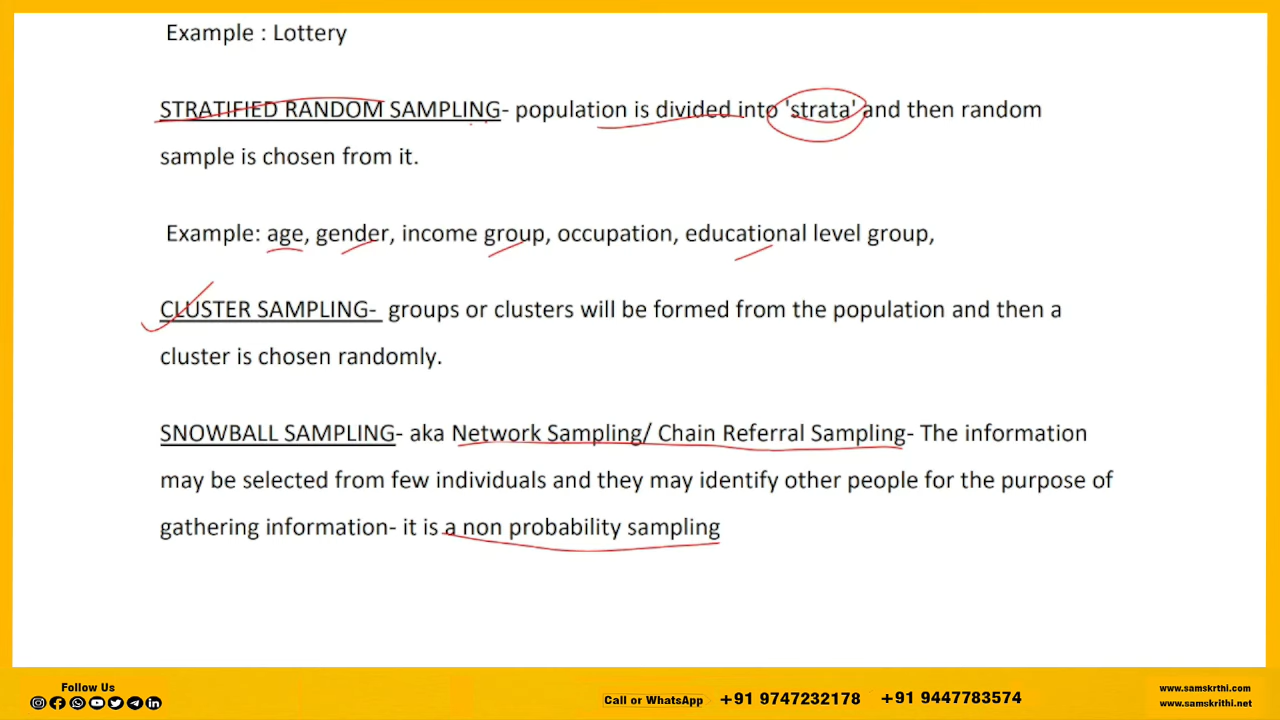 Example : Lottery
STRATIFIED RANDOM SAMPLING- population is divided into 'strata' and then random
sample is chosen from it.
Example: age, gender, income group, occupation, educational level group,
CLUSTER SAMPLING- groups or clusters will be formed from the population and then a
cluster is chosen randomly.
SNOWBALL SAMPLING- aka Network Sampling/ Chain Referral Sampling- The information
may be selected from few individuals and they may identify other people for the purpose of
gathering information- it is a non probability sampling
Follow Us
Call or WhatsApp +91 9747232178 +91 9447783574
www.samskrthi.com
www.samskrithi.net